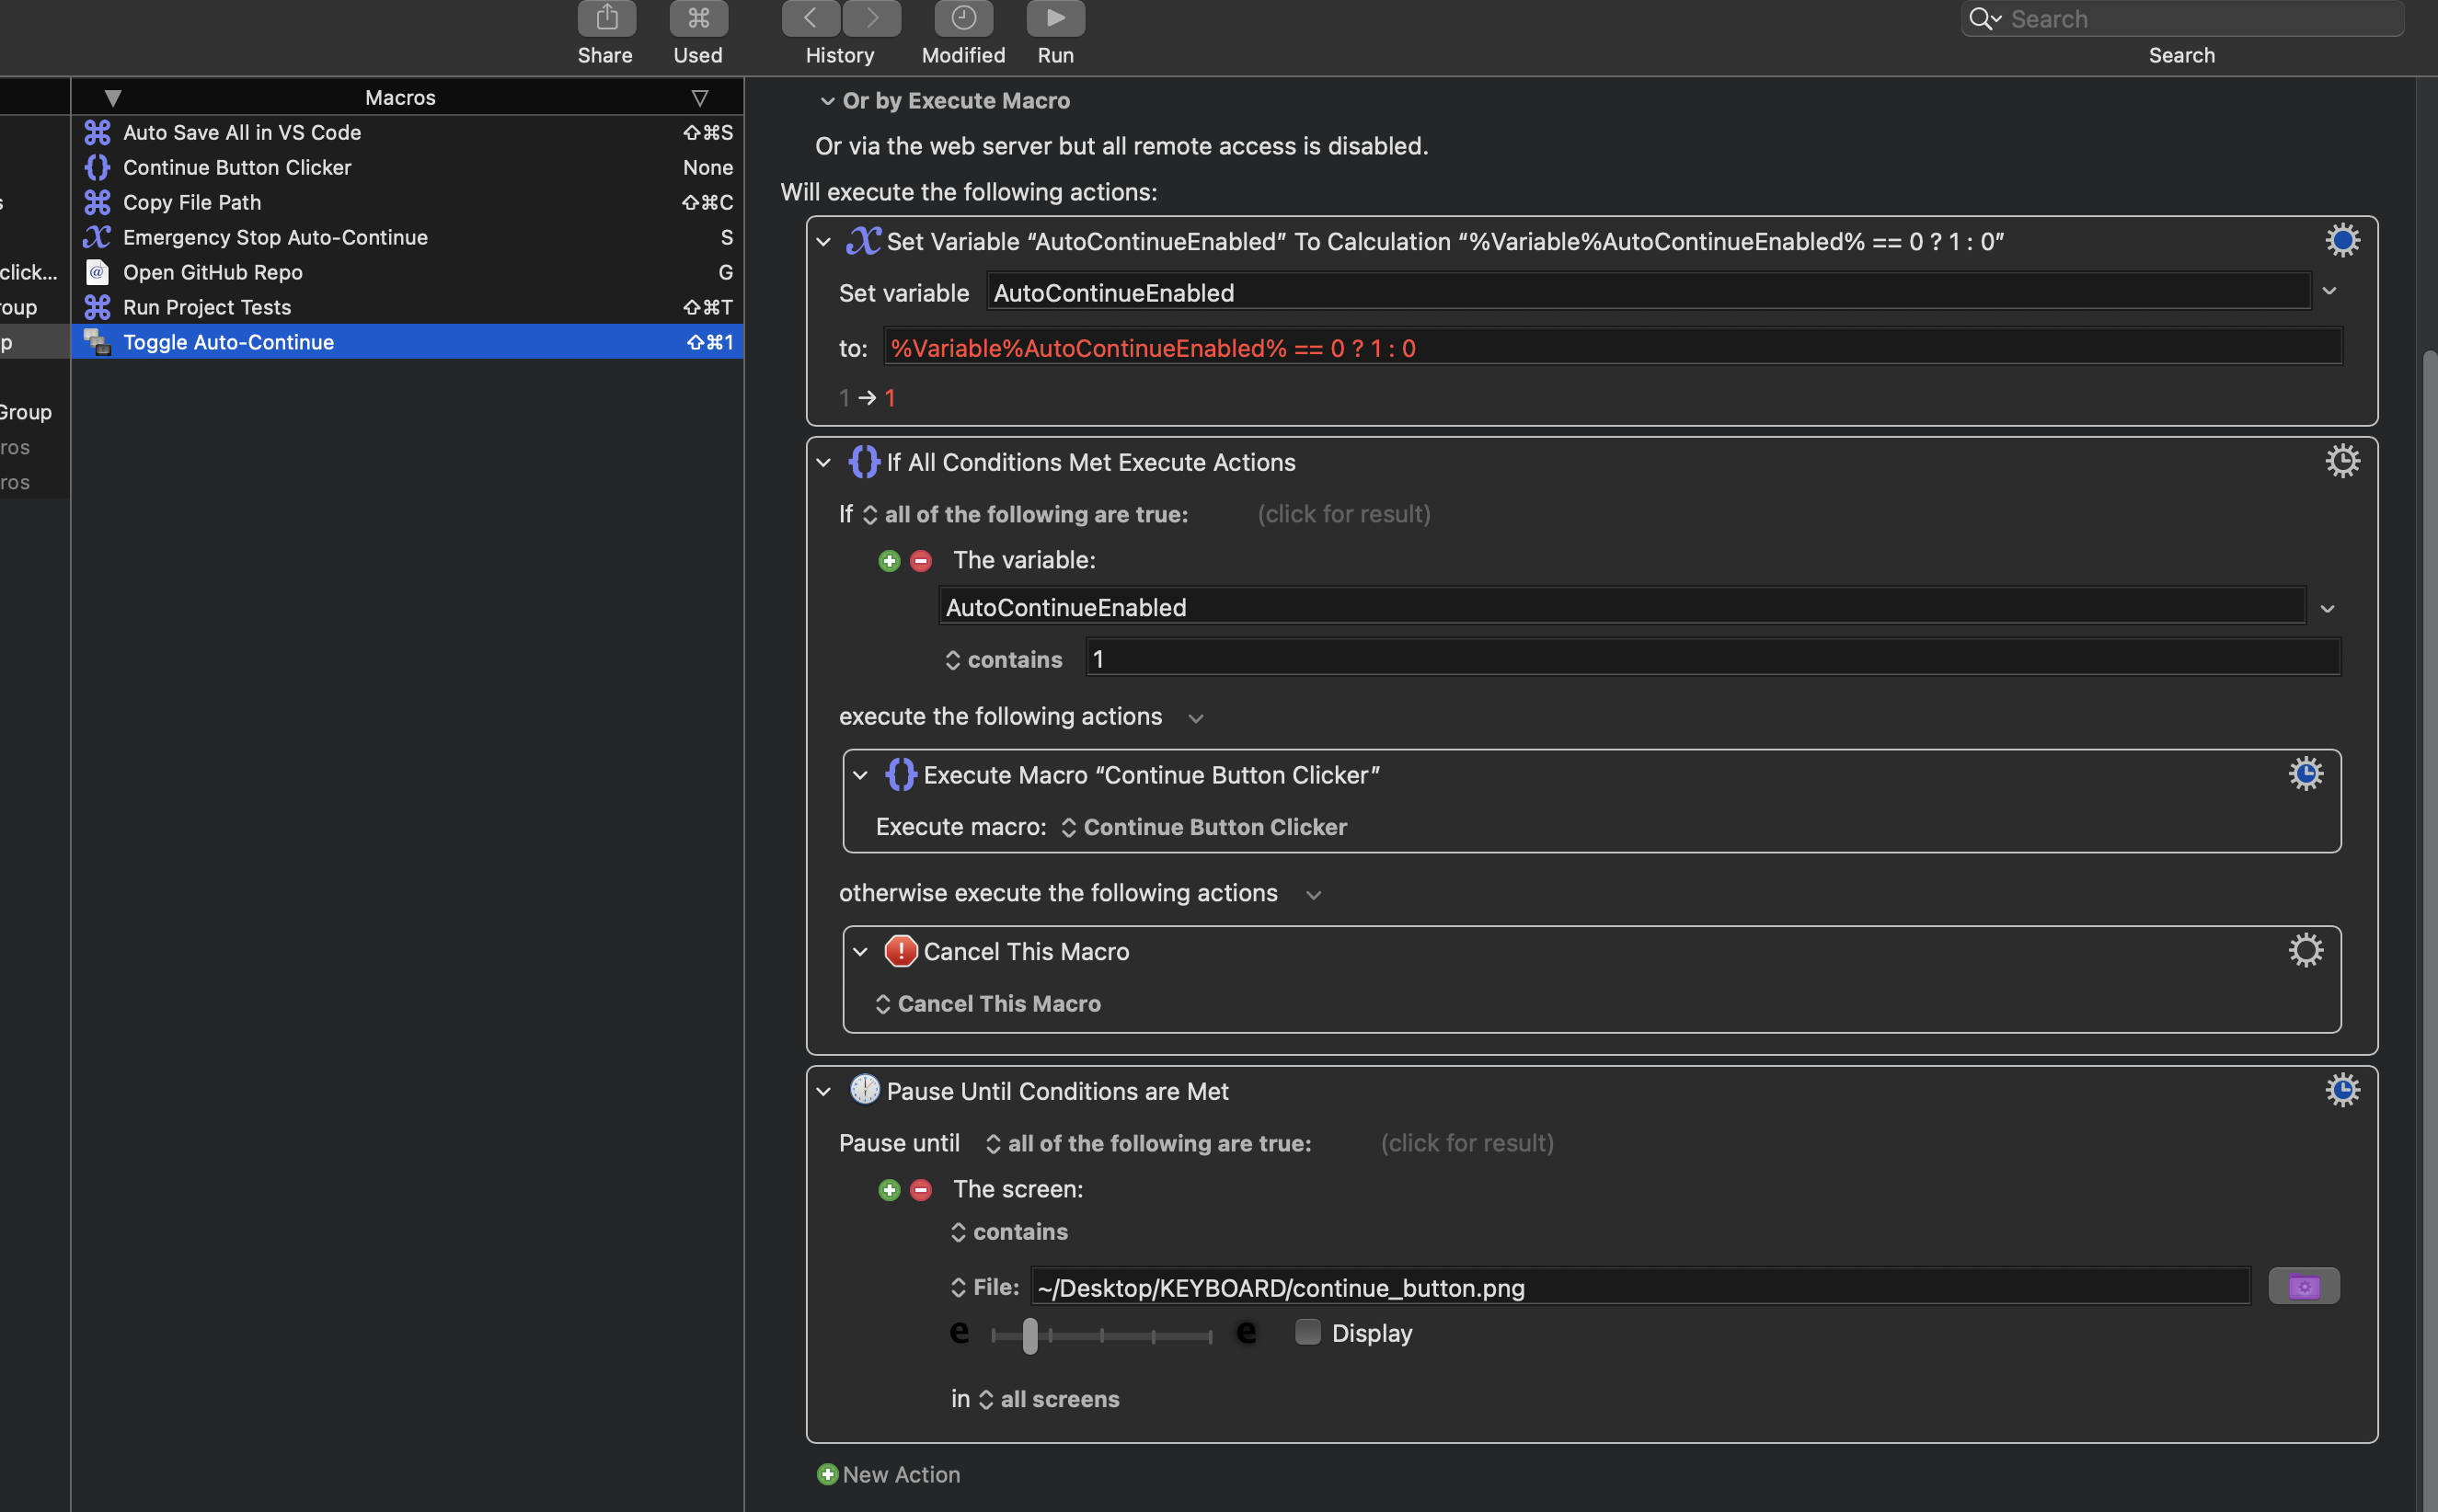 Share
Used
History
Modified
Run
Search
Search
Macros
Auto Save All in VS Code ⇧⌘S
Continue Button Clicker None
s
Copy File Path ⇧⌘C
Emergency Stop Auto-Continue S
click...
Open GitHub Repo G
roup
Run Project Tests ⇧⌘T
p
Toggle Auto-Continue ⇧⌘1
Group
ros
ros
Or by Execute Macro
Or via the web server but all remote access is disabled.
Will execute the following actions:
Set Variable “AutoContinueEnabled” To Calculation “%Variable%AutoContinueEnabled% == 0 ? 1 : 0”
Set variable AutoContinueEnabled
to: %Variable%AutoContinueEnabled% == 0 ? 1 : 0
1 → 1
If All Conditions Met Execute Actions
If all of the following are true: (click for result)
The variable:
AutoContinueEnabled
contains 1
execute the following actions
Execute Macro “Continue Button Clicker”
Execute macro: Continue Button Clicker
otherwise execute the following actions
Cancel This Macro
Cancel This Macro
Pause Until Conditions are Met
Pause until all of the following are true: (click for result)
The screen:
contains
File: ~/Desktop/KEYBOARD/continue_button.png
e e Display
in all screens
New Action